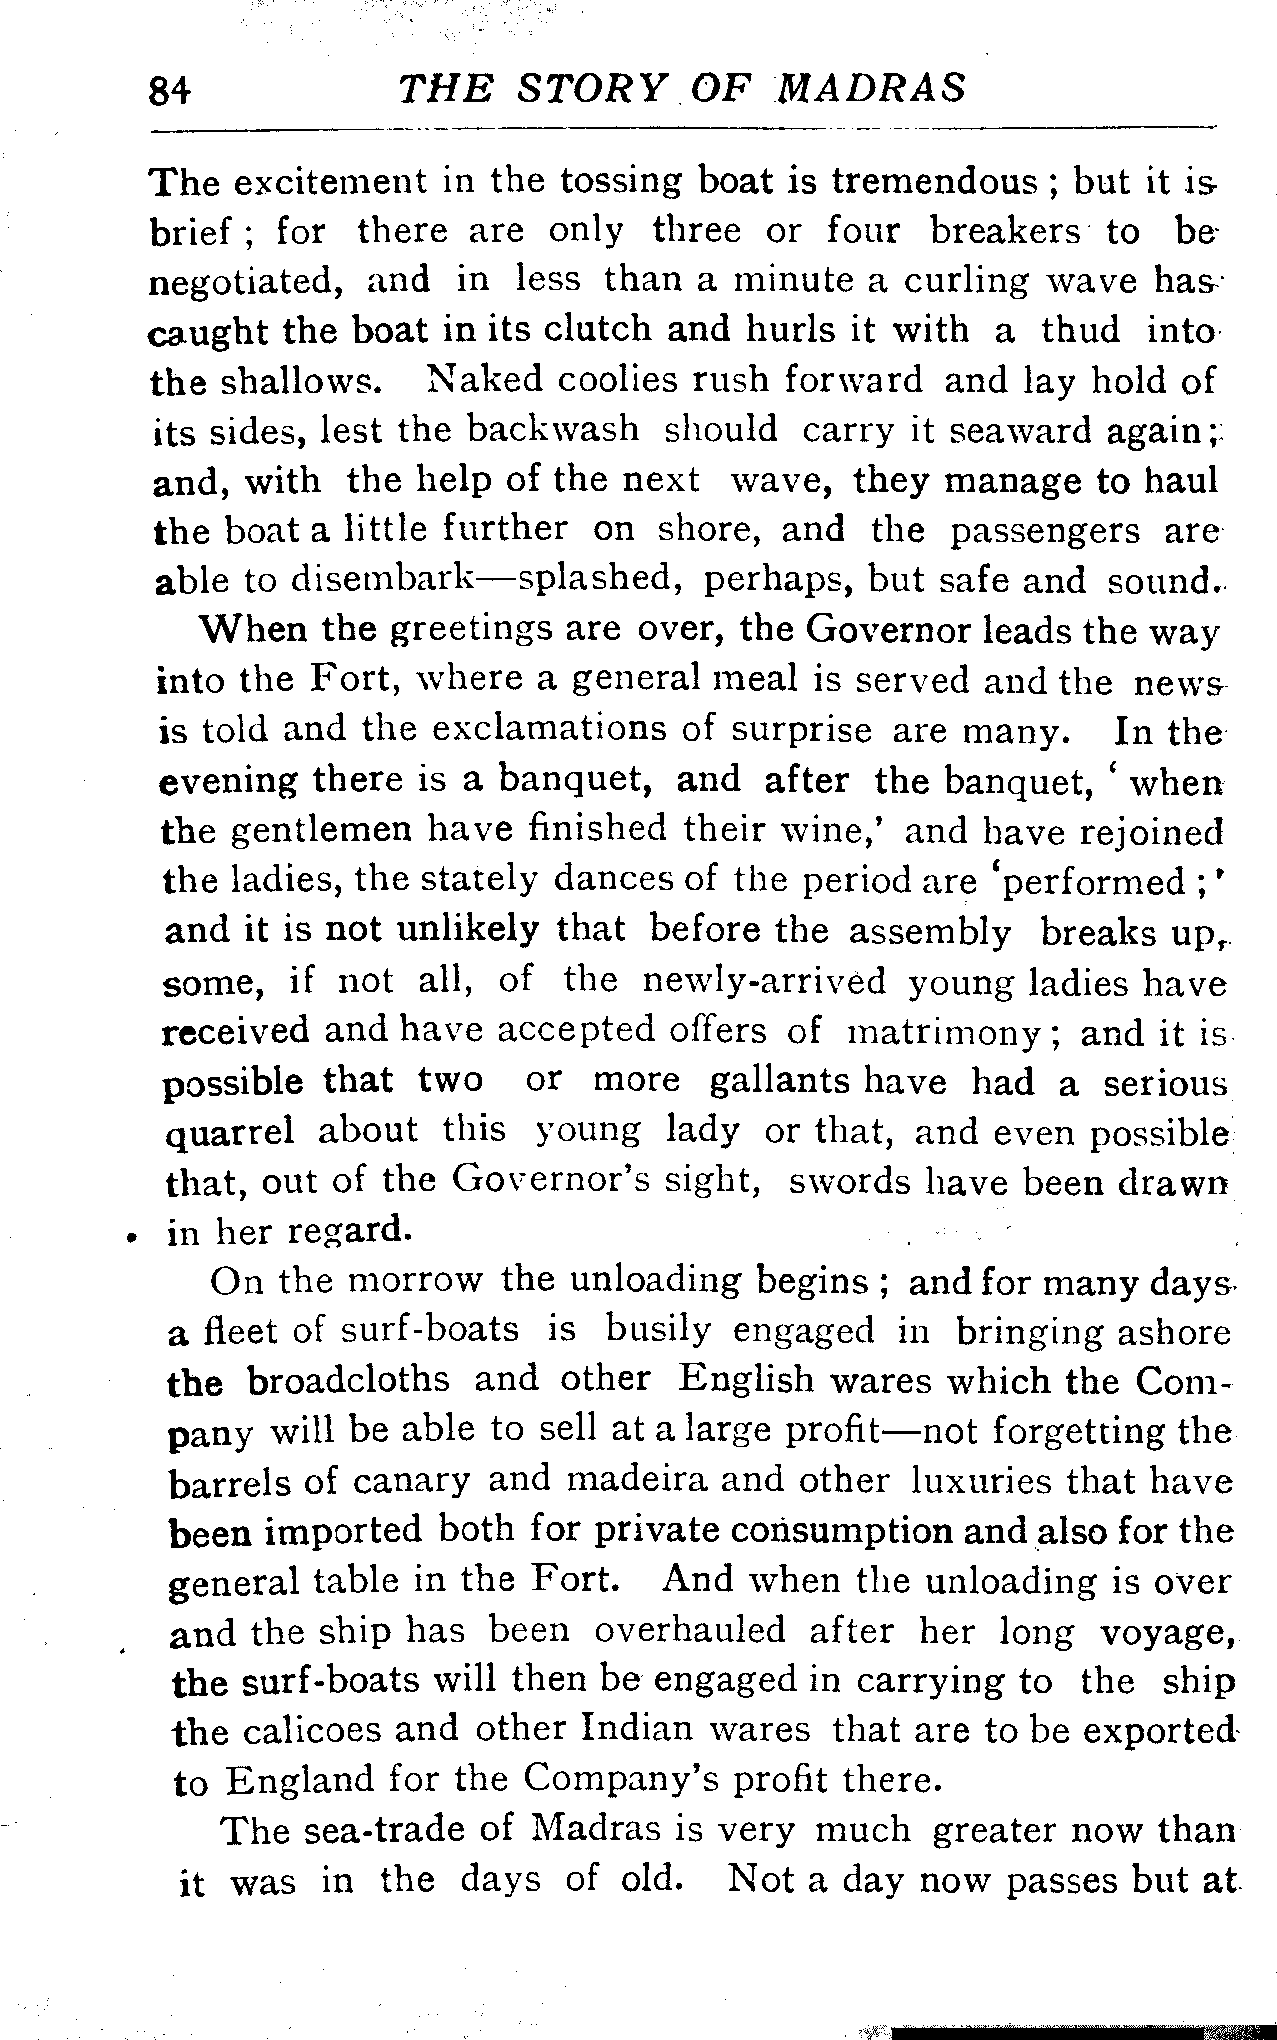 84 THE STORY OF MADRAS
The excitement in the tossing boat is tremendous ; but it is
brief ; for there are only three or four breakers to be
negotiated, and in less than a minute a curling wave has
caught the boat in its clutch and hurls it with a thud into
the shallows. Naked coolies rush forward and lay hold of
its sides, lest the backwash should carry it seaward again ;
and, with the help of the next wave, they manage to haul
the boat a little further on shore, and the passengers are
able to disembark—splashed, perhaps, but safe and sound.
When the greetings are over, the Governor leads the way
into the Fort, where a general meal is served and the news
is told and the exclamations of surprise are many. In the
evening there is a banquet, and after the banquet, ‘ when
the gentlemen have finished their wine,’ and have rejoined
the ladies, the stately dances of the period are ‘performed ; ’
and it is not unlikely that before the assembly breaks up,
some, if not all, of the newly-arrived young ladies have
received and have accepted offers of matrimony ; and it is
possible that two or more gallants have had a serious
quarrel about this young lady or that, and even possible
that, out of the Governor’s sight, swords have been drawn
in her regard.
On the morrow the unloading begins ; and for many days
a fleet of surf-boats is busily engaged in bringing ashore
the broadcloths and other English wares which the Com-
pany will be able to sell at a large profit—not forgetting the
barrels of canary and madeira and other luxuries that have
been imported both for private consumption and also for the
general table in the Fort. And when the unloading is over
and the ship has been overhauled after her long voyage,
the surf-boats will then be engaged in carrying to the ship
the calicoes and other Indian wares that are to be exported
to England for the Company’s profit there.
The sea-trade of Madras is very much greater now than
it was in the days of old. Not a day now passes but at